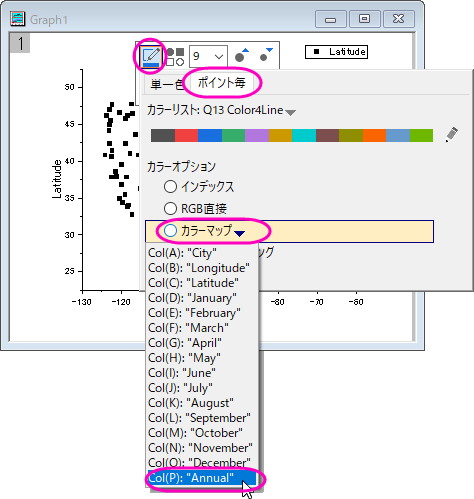 Graph1
1
9
Latitude
単一色
ポイント毎
カラーリスト: Q13 Color4Line
カラーオプション
インデックス
RGB直接
カラーマップ
ング
Col(A): "City"
Col(B): "Longitude"
Col(C): "Latitude"
Col(D): "January"
Col(E): "February"
Col(F): "March"
Col(G): "April"
Col(H): "May"
Col(I): "June"
Col(J): "July"
Col(K): "August"
Col(L): "September"
Col(M): "October"
Col(N): "November"
Col(O): "December"
Col(P): "Annual"
Latitude
50
45
40
35
30
25
-130
-120
-80
-70
-60